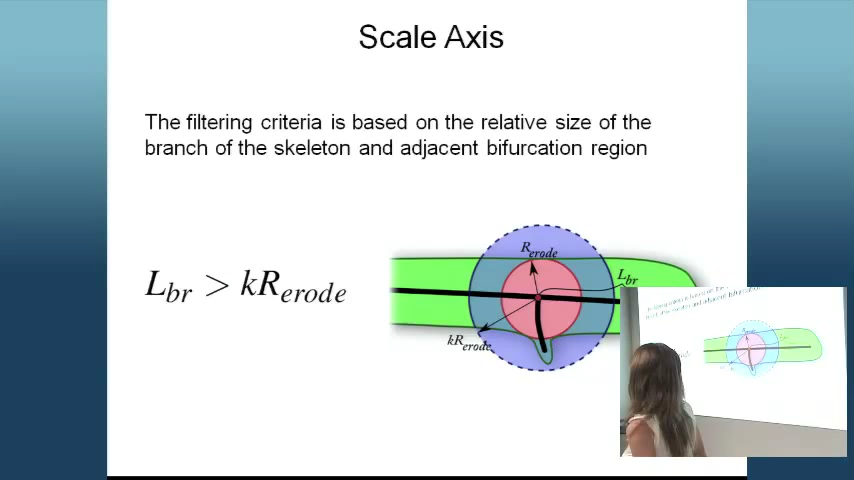 Scale Axis
The filtering criteria is based on the relative size of the
branch of the skeleton and adjacent bifurcation region
L_br > kR_erode
R_erode
L_br
kR_erode